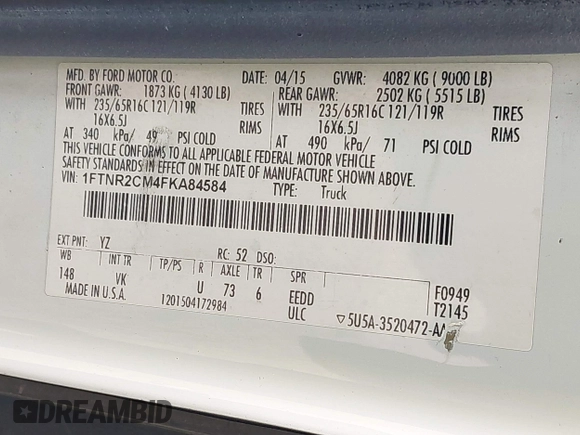 MFD. BY FORD MOTOR CO.
DATE: 04/15 GVWR: 4082 KG ( 9000 LB)
FRONT GAWR: 1873 KG ( 4130 LB) REAR GAWR: 2502 KG ( 5515 LB)
WITH 235/65R16C 121/119R TIRES WITH 235/65R16C 121/119R TIRES
16X6.5J RIMS 16X6.5J RIMS
AT 340 kPa/ 49 PSI COLD AT 490 kPa/ 71 PSI COLD
THIS VEHICLE CONFORMS TO ALL APPLICABLE FEDERAL MOTOR VEHICLE
SAFETY STANDARDS IN EFFECT ON THE DATE OF MANUFACTURE SHOWN ABOVE.
VIN: 1FTNR2CM4FKA84584 TYPE: Truck
EXT PNT: YZ RC: 52 DSO:
WB INT TR TP/PS R AXLE TR SPR F0949
148 VK U 73 6 EEDD T2145
MADE IN U.S.A. 1201504172984 ULC ▽5U5A-3520472-AA
DREAMBID